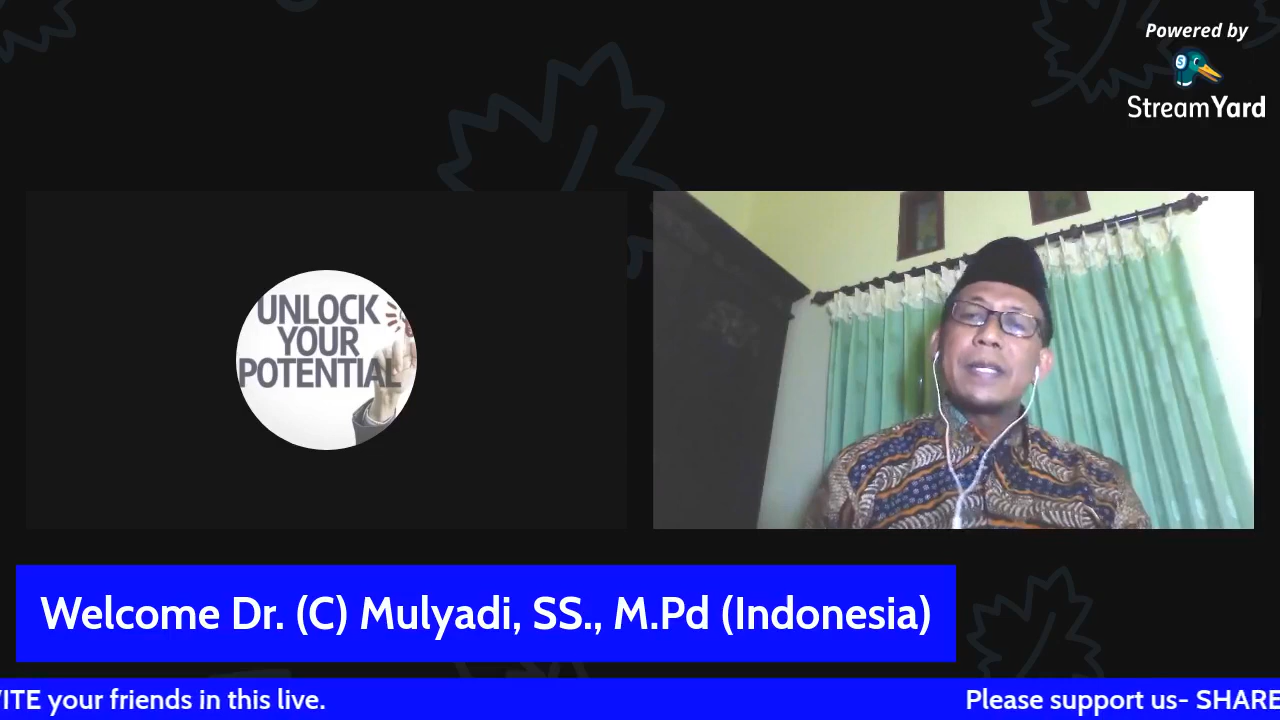 Powered by
StreamYard
UNLOCK
YOUR
POTENTIAL
Welcome Dr. (C) Mulyadi, SS., M.Pd (Indonesia)
ITE your friends in this live.
Please support us- SHARE